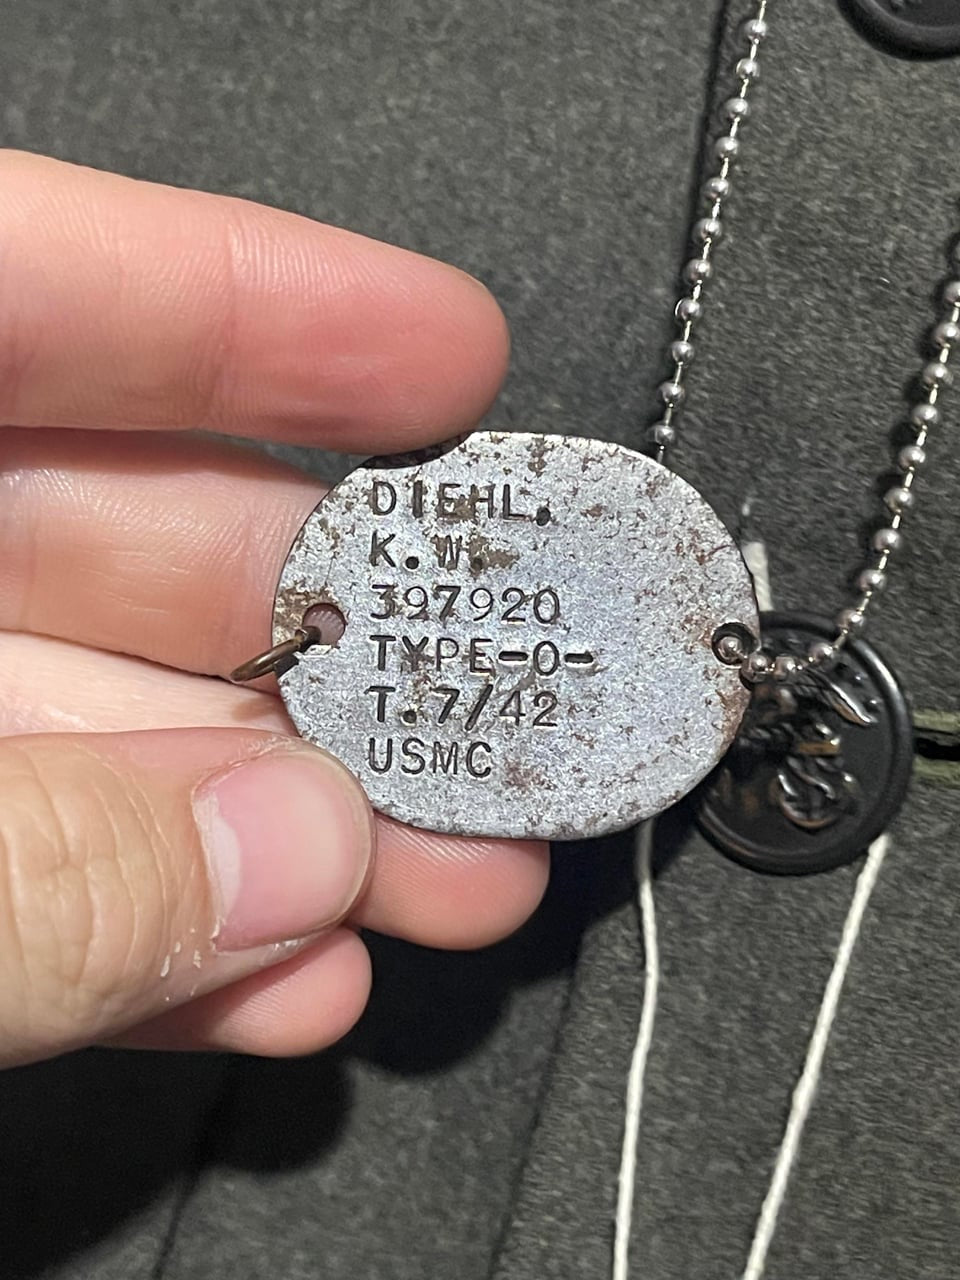 DIEHL.
K.W.
397920
TYPE-O-
T.7/42
USMC